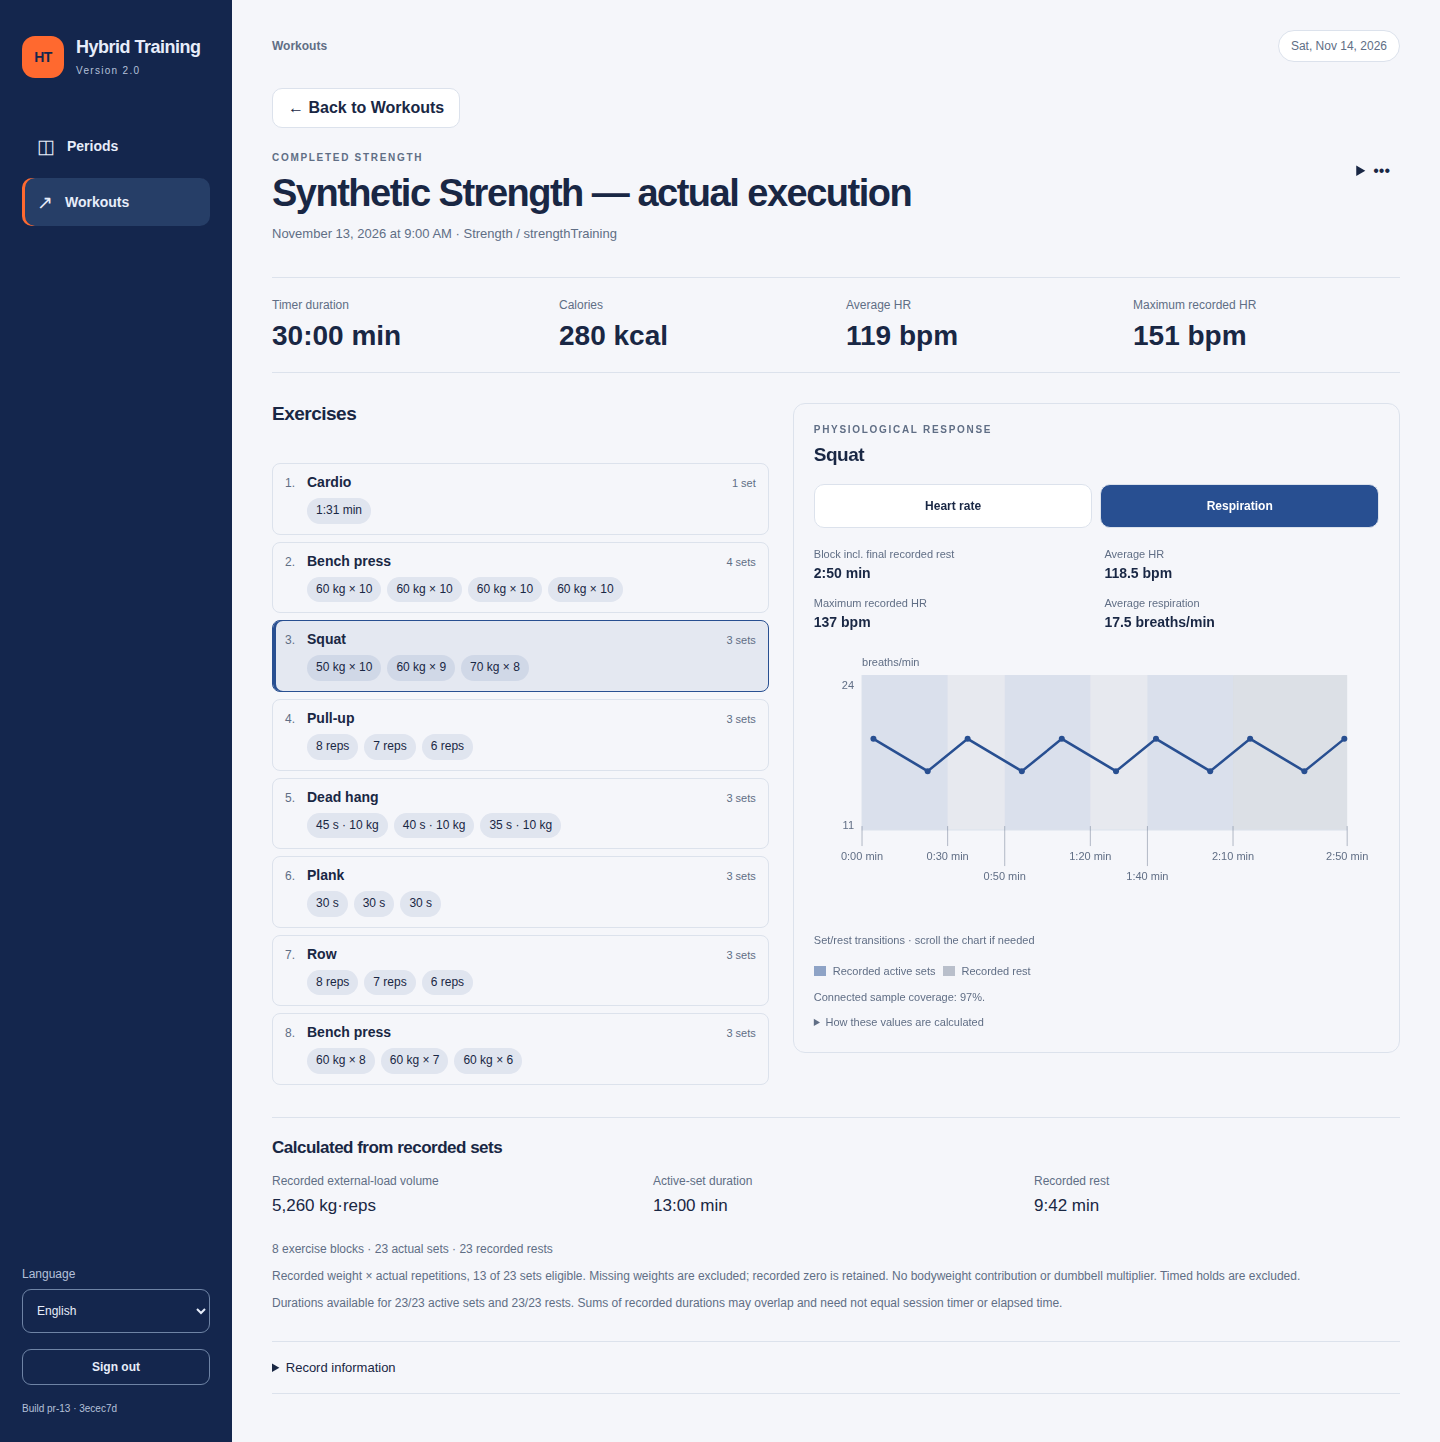 HT
Hybrid Training
Version 2.0
Periods
Workouts
Language
English
Sign out
Build pr-13 · 3ecec7d
Workouts
Sat, Nov 14, 2026
← Back to Workouts
COMPLETED STRENGTH
Synthetic Strength — actual execution
November 13, 2026 at 9:00 AM · Strength / strengthTraining
▶ •••
Timer duration
30:00 min
Calories
280 kcal
Average HR
119 bpm
Maximum recorded HR
151 bpm
Exercises
1. Cardio 1 set
1:31 min
2. Bench press 4 sets
60 kg × 10 60 kg × 10 60 kg × 10 60 kg × 10
3. Squat 3 sets
50 kg × 10 60 kg × 9 70 kg × 8
4. Pull-up 3 sets
8 reps 7 reps 6 reps
5. Dead hang 3 sets
45 s · 10 kg 40 s · 10 kg 35 s · 10 kg
6. Plank 3 sets
30 s 30 s 30 s
7. Row 3 sets
8 reps 7 reps 6 reps
8. Bench press 3 sets
60 kg × 8 60 kg × 7 60 kg × 6
PHYSIOLOGICAL RESPONSE
Squat
Heart rate Respiration
Block incl. final recorded rest
2:50 min
Average HR
118.5 bpm
Maximum recorded HR
137 bpm
Average respiration
17.5 breaths/min
breaths/min
24
11
0:00 min 0:30 min 1:20 min 2:10 min 2:50 min
0:50 min 1:40 min
Set/rest transitions · scroll the chart if needed
Recorded active sets Recorded rest
Connected sample coverage: 97%.
▶ How these values are calculated
Calculated from recorded sets
Recorded external-load volume
5,260 kg·reps
Active-set duration
13:00 min
Recorded rest
9:42 min
8 exercise blocks · 23 actual sets · 23 recorded rests
Recorded weight × actual repetitions, 13 of 23 sets eligible. Missing weights are excluded; recorded zero is retained. No bodyweight contribution or dumbbell multiplier. Timed holds are excluded.
Durations available for 23/23 active sets and 23/23 rests. Sums of recorded durations may overlap and need not equal session timer or elapsed time.
▶ Record information